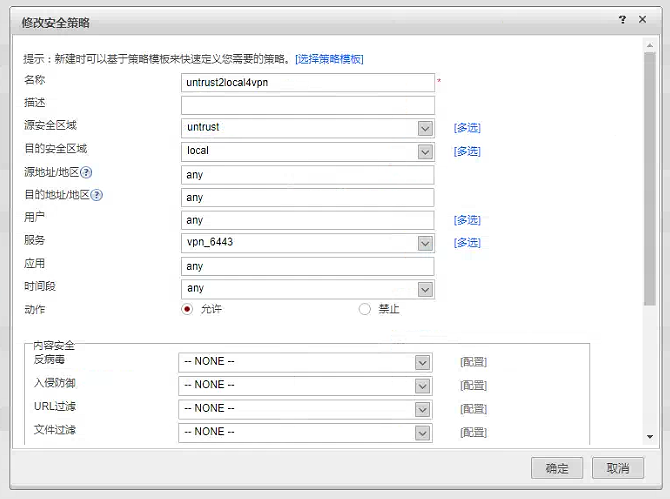 修改安全策略
? ×
提示：新建时可以基于策略模板来快速定义您需要的策略。[选择策略模板]
名称 untrust2local4vpn *
描述
源安全区域 untrust [多选]
目的安全区域 local [多选]
源地址/地区 ? any
目的地址/地区 ? any
用户 any [多选]
服务 vpn_6443 [多选]
应用 any
时间段 any
动作 允许 禁止
内容安全
反病毒 -- NONE -- [配置]
入侵防御 -- NONE -- [配置]
URL过滤 -- NONE -- [配置]
文件过滤 -- NONE -- [配置]
确定 取消